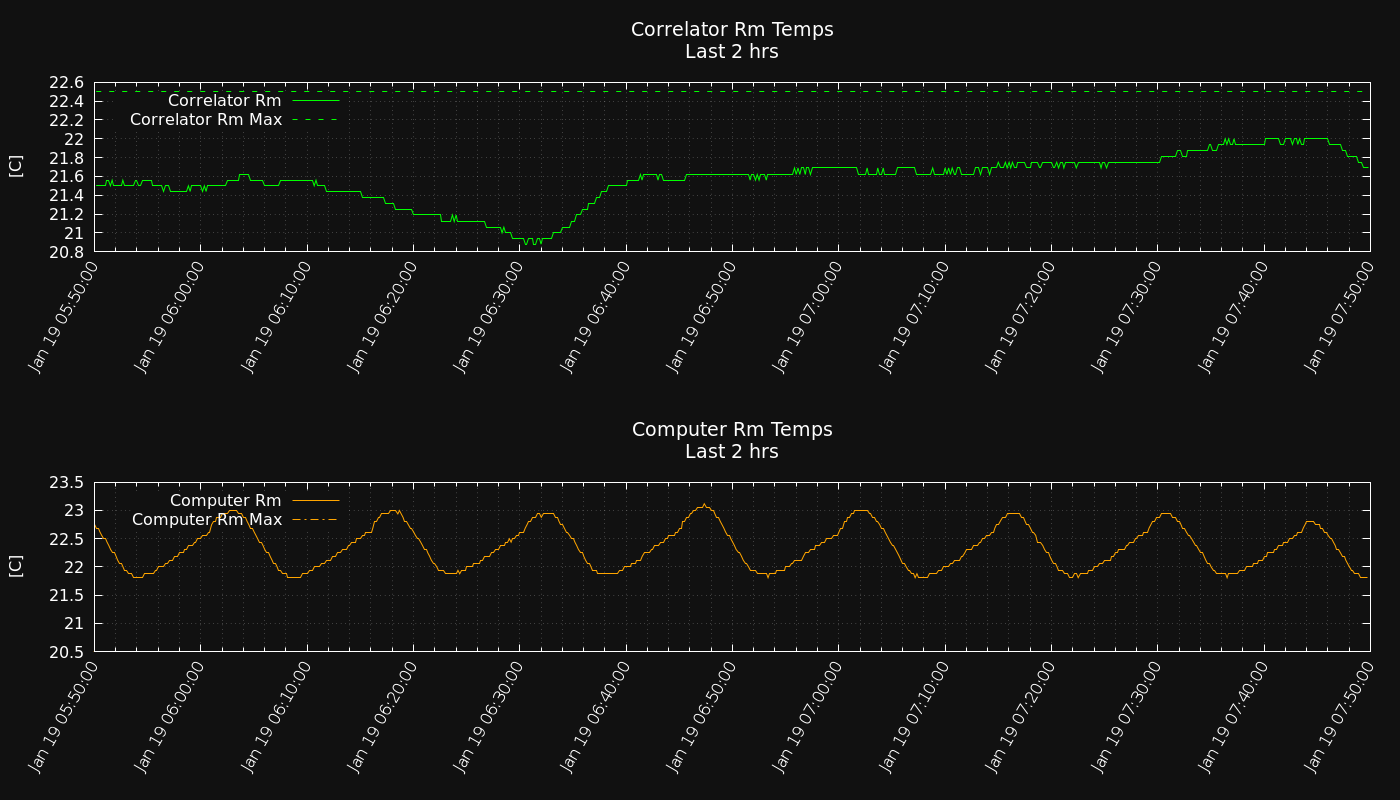 Correlator Rm Temps
Last 2 hrs
22.6
22.4
22.2
22
21.8
21.6
21.4
21.2
21
20.8
[C]
Correlator Rm
Correlator Rm Max
Jan 19 05:50:00
Jan 19 06:00:00
Jan 19 06:10:00
Jan 19 06:20:00
Jan 19 06:30:00
Jan 19 06:40:00
Jan 19 06:50:00
Jan 19 07:00:00
Jan 19 07:10:00
Jan 19 07:20:00
Jan 19 07:30:00
Jan 19 07:40:00
Jan 19 07:50:00
Computer Rm Temps
Last 2 hrs
23.5
23
22.5
22
21.5
21
20.5
[C]
Computer Rm
Computer Rm Max
Jan 19 05:50:00
Jan 19 06:00:00
Jan 19 06:10:00
Jan 19 06:20:00
Jan 19 06:30:00
Jan 19 06:40:00
Jan 19 06:50:00
Jan 19 07:00:00
Jan 19 07:10:00
Jan 19 07:20:00
Jan 19 07:30:00
Jan 19 07:40:00
Jan 19 07:50:00